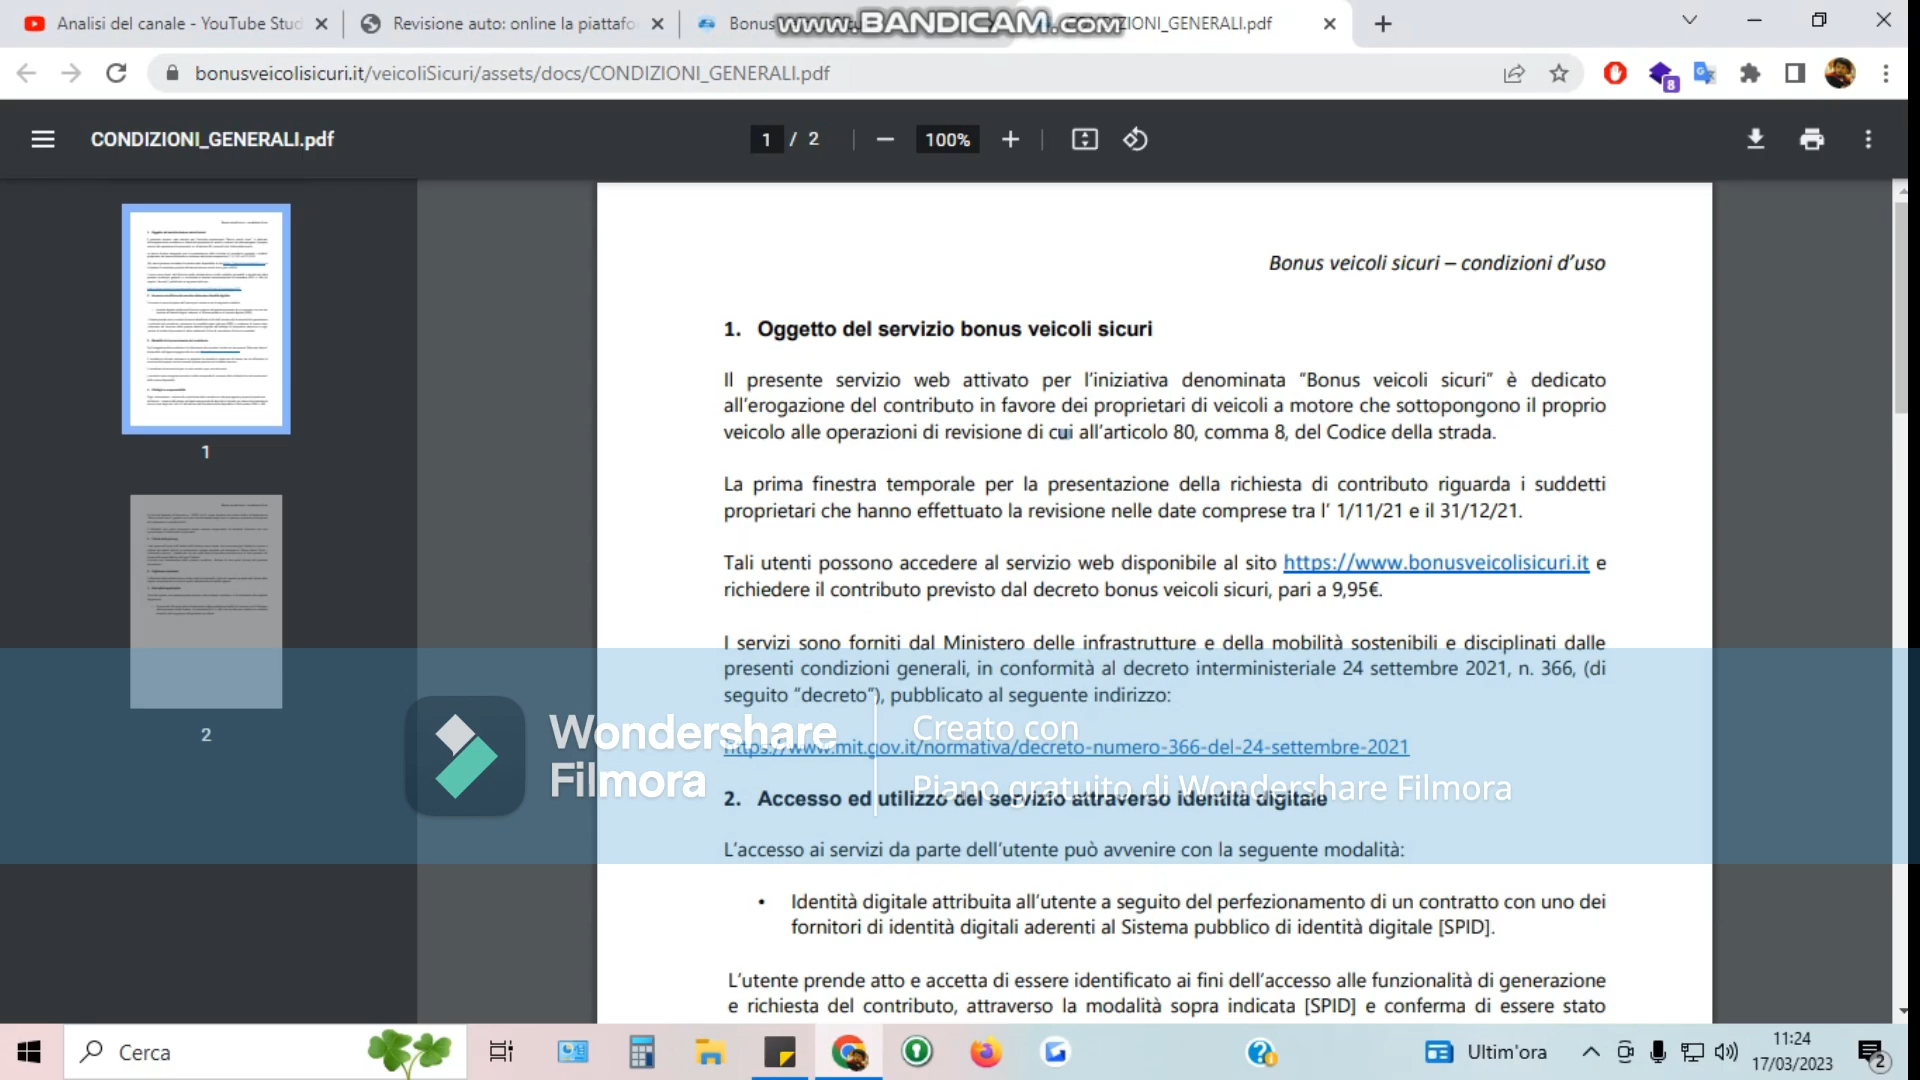 Analisi del canale - YouTube Stud
Revisione auto: online la piattafo
Bonus
www.BANDICAM.com
CONDIZIONI_GENERALI.pdf
bonusveicolisicuri.it/veicoliSicuri/assets/docs/CONDIZIONI_GENERALI.pdf
8
CONDIZIONI_GENERALI.pdf
1 / 2
100%
1
2
Bonus veicoli sicuri – condizioni d'uso
1. Oggetto del servizio bonus veicoli sicuri
Il presente servizio web attivato per l'iniziativa denominata “Bonus veicoli sicuri” è dedicato
all'erogazione del contributo in favore dei proprietari di veicoli a motore che sottopongono il proprio
veicolo alle operazioni di revisione di cui all'articolo 80, comma 8, del Codice della strada.
La prima finestra temporale per la presentazione della richiesta di contributo riguarda i suddetti
proprietari che hanno effettuato la revisione nelle date comprese tra l' 1/11/21 e il 31/12/21.
Tali utenti possono accedere al servizio web disponibile al sito https://www.bonusveicolisicuri.it e
richiedere il contributo previsto dal decreto bonus veicoli sicuri, pari a 9,95€.
I servizi sono forniti dal Ministero delle infrastrutture e della mobilità sostenibili e disciplinati dalle
presenti condizioni generali, in conformità al decreto interministeriale 24 settembre 2021, n. 366, (di
seguito “decreto”), pubblicato al seguente indirizzo:
https://www.mit.gov.it/normativa/decreto-numero-366-del-24-settembre-2021
Wondershare
Filmora
Creato con
Piano gratuito di Wondershare Filmora
2. Accesso ed utilizzo del servizio attraverso identità digitale
L'accesso ai servizi da parte dell'utente può avvenire con la seguente modalità:
• Identità digitale attribuita all'utente a seguito del perfezionamento di un contratto con uno dei
fornitori di identità digitali aderenti al Sistema pubblico di identità digitale [SPID].
L'utente prende atto e accetta di essere identificato ai fini dell'accesso alle funzionalità di generazione
e richiesta del contributo, attraverso la modalità sopra indicata [SPID] e conferma di essere stato
Cerca
Ultim'ora
11:24
17/03/2023
2